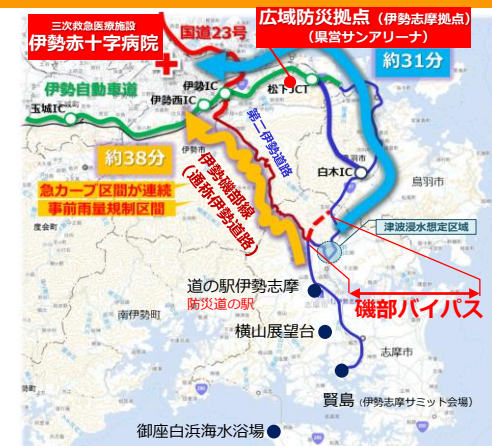 三次救急医療施設
伊勢赤十字病院
国道23号
広域防災拠点（伊勢志摩拠点）
（県営サンアリーナ）
約31分
伊勢自動車道
玉城IC
伊勢IC
伊勢西IC
松下JCT
第二伊勢道路
伊勢市
約38分
急カーブ区間が連続
事前雨量規制区間
伊勢磯部線
（通称伊勢道路）
白木IC
鳥羽市
度会町
津波浸水想定区域
道の駅伊勢志摩
防災道の駅
磯部バイパス
南伊勢町
横山展望台
志摩市
賢島（伊勢志摩サミット会場）
御座白浜海水浴場